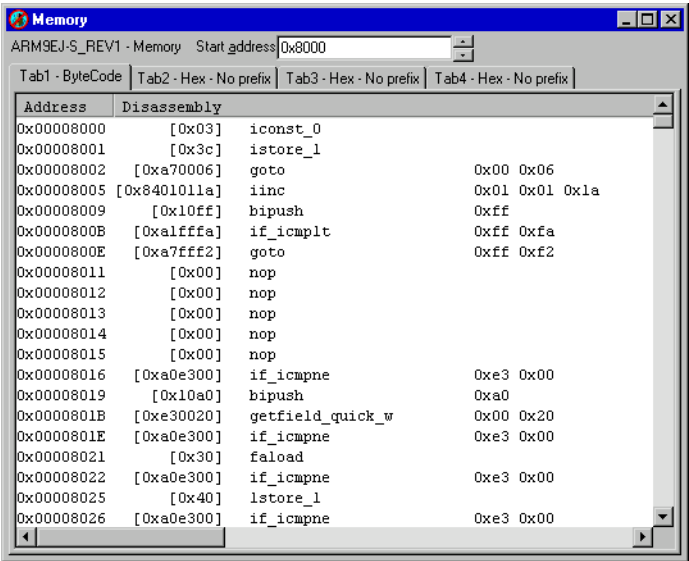 Memory
ARM9EJ-S_REV1 - Memory Start address 0x8000
Tab1 - ByteCode Tab2 - Hex - No prefix Tab3 - Hex - No prefix Tab4 - Hex - No prefix
Address Disassembly
0x00008000 [0x03] iconst_0
0x00008001 [0x3c] istore_1
0x00008002 [0xa70006] goto 0x00 0x06
0x00008005 [0x8401011a] iinc 0x01 0x01 0x1a
0x00008009 [0x10ff] bipush 0xff
0x0000800B [0xa1fffa] if_icmplt 0xff 0xfa
0x0000800E [0xa7fff2] goto 0xff 0xf2
0x00008011 [0x00] nop
0x00008012 [0x00] nop
0x00008013 [0x00] nop
0x00008014 [0x00] nop
0x00008015 [0x00] nop
0x00008016 [0xa0e300] if_icmpne 0xe3 0x00
0x00008019 [0x10a0] bipush 0xa0
0x0000801B [0xe30020] getfield_quick_w 0x00 0x20
0x0000801E [0xa0e300] if_icmpne 0xe3 0x00
0x00008021 [0x30] faload
0x00008022 [0xa0e300] if_icmpne 0xe3 0x00
0x00008025 [0x40] lstore_1
0x00008026 [0xa0e300] if_icmpne 0xe3 0x00